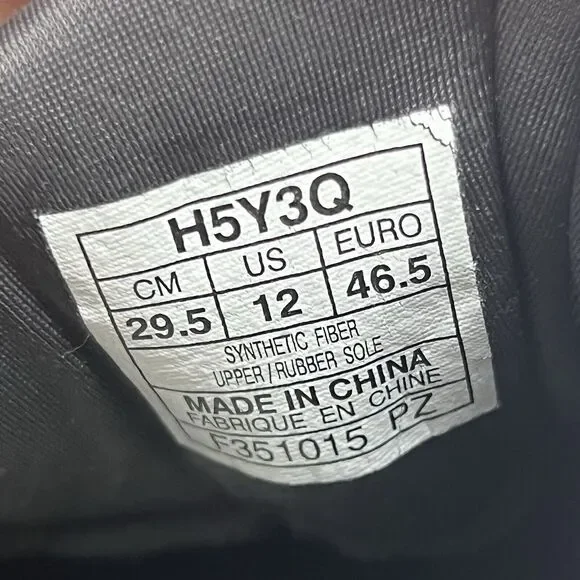 H5Y3Q
CM US EURO
29.5 12 46.5
SYNTHETIC FIBER
UPPER/RUBBER SOLE
MADE IN CHINA
FABRIQUE EN CHINE
F351015 PZ